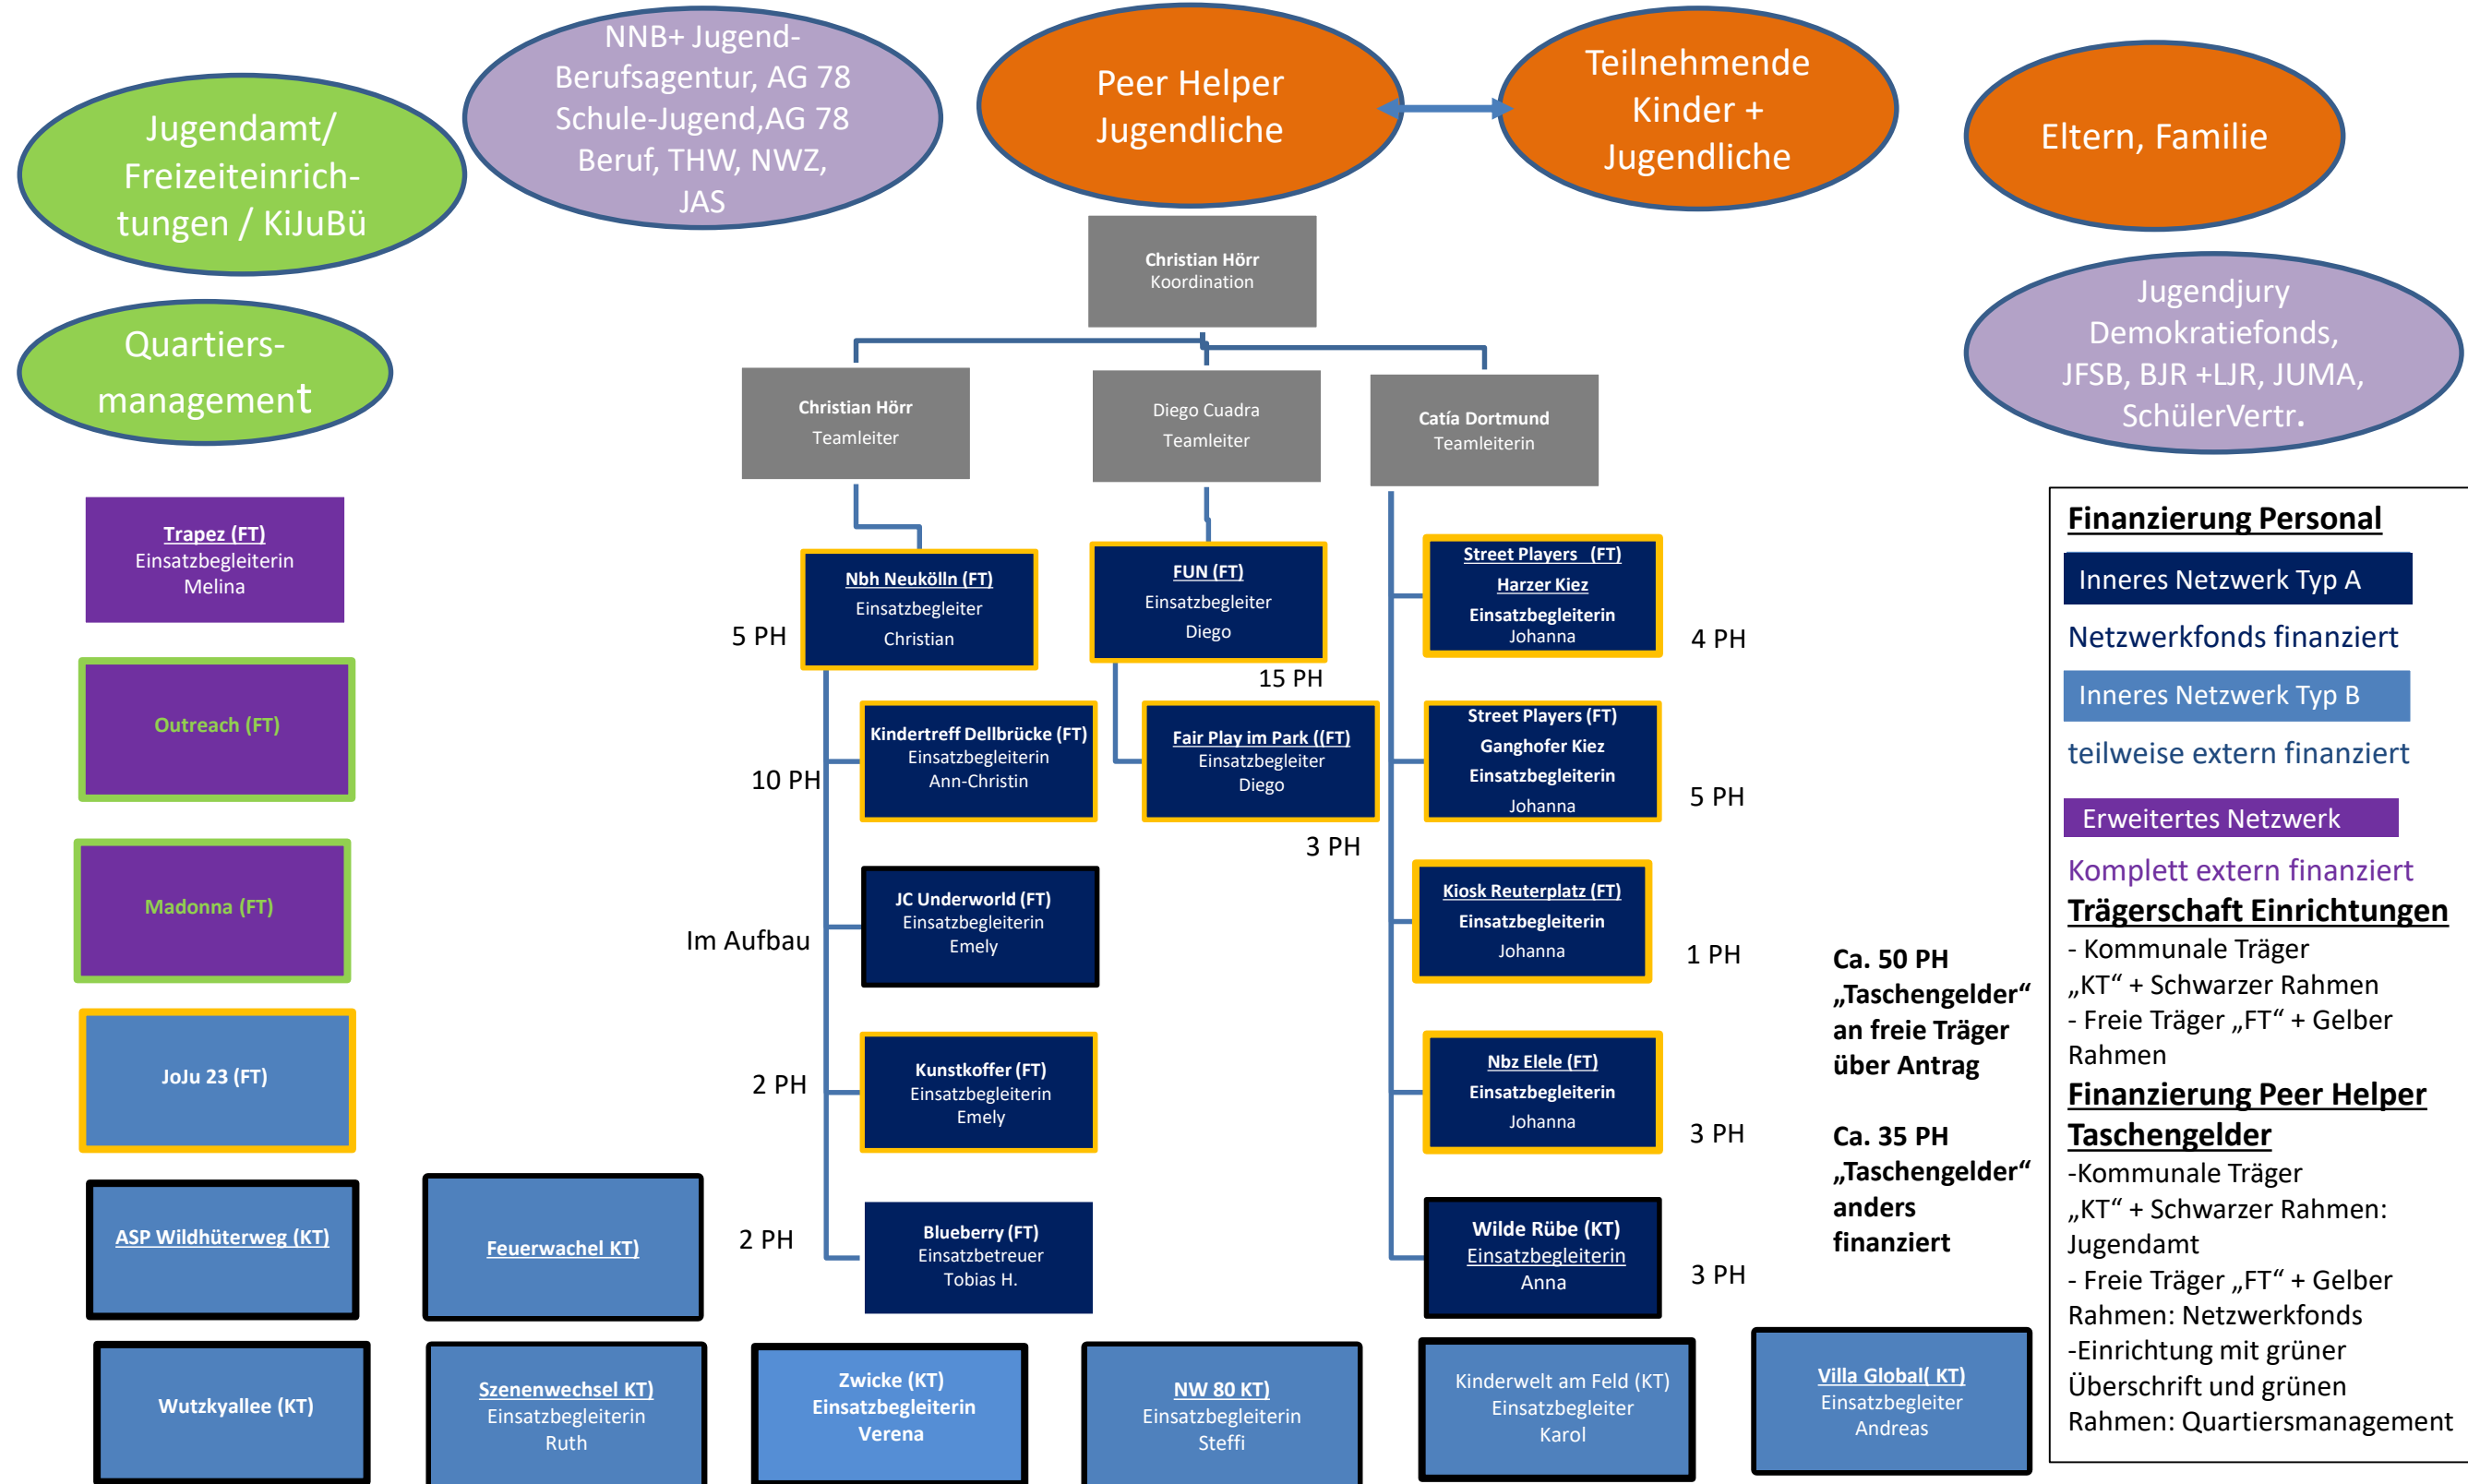 Jugendamt/
Freizeiteinrich-
tungen / KiJuBü
NNB+ Jugend-
Berufsagentur, AG 78
Schule-Jugend,AG 78
Beruf, THW, NWZ,
JAS
Peer Helper
Jugendliche
Teilnehmende
Kinder +
Jugendliche
Eltern, Familie
Quartiers-
management
Jugendjury
Demokratiefonds,
JFSB, BJR +LJR, JUMA,
SchülerVertr.
Christian Hörr
Koordination
Christian Hörr
Teamleiter
Diego Cuadra
Teamleiter
Catía Dortmund
Teamleiterin
Trapez (FT)
Einsatzbegleiterin
Melina
Outreach (FT)
Madonna (FT)
JoJu 23 (FT)
ASP Wildhüterweg (KT)
Feuerwachel KT)
Wutzkyallee (KT)
Szenenwechsel KT)
Einsatzbegleiterin
Ruth
Zwicke (KT)
Einsatzbegleiterin
Verena
NW 80 KT)
Einsatzbegleiterin
Steffi
Kinderwelt am Feld (KT)
Einsatzbegleiter
Karol
Villa Global( KT)
Einsatzbegleiter
Andreas
Nbh Neukölln (FT)
Einsatzbegleiter
Christian
5 PH
Kindertreff Dellbrücke (FT)
Einsatzbegleiterin
Ann-Christin
10 PH
JC Underworld (FT)
Einsatzbegleiterin
Emely
Im Aufbau
Kunstkoffer (FT)
Einsatzbegleiterin
Emely
2 PH
Blueberry (FT)
Einsatzbetreuer
Tobias H.
2 PH
FUN (FT)
Einsatzbegleiter
Diego
15 PH
Fair Play im Park ((FT)
Einsatzbegleiter
Diego
3 PH
Street Players (FT)
Harzer Kiez
Einsatzbegleiterin
Johanna
4 PH
Street Players (FT)
Ganghofer Kiez
Einsatzbegleiterin
Johanna
5 PH
Kiosk Reuterplatz (FT)
Einsatzbegleiterin
Johanna
1 PH
Nbz Elele (FT)
Einsatzbegleiterin
Johanna
3 PH
Wilde Rübe (KT)
Einsatzbegleiterin
Anna
3 PH
Ca. 50 PH
„Taschengelder“
an freie Träger
über Antrag
Ca. 35 PH
„Taschengelder“
anders
finanziert
Finanzierung Personal
Inneres Netzwerk Typ A
Netzwerkfonds finanziert
Inneres Netzwerk Typ B
teilweise extern finanziert
Erweitertes Netzwerk
Komplett extern finanziert
Trägerschaft Einrichtungen
- Kommunale Träger
„KT“ + Schwarzer Rahmen
- Freie Träger „FT“ + Gelber
Rahmen
Finanzierung Peer Helper
Taschengelder
-Kommunale Träger
„KT“ + Schwarzer Rahmen:
Jugendamt
- Freie Träger „FT“ + Gelber
Rahmen: Netzwerkfonds
-Einrichtung mit grüner
Überschrift und grünen
Rahmen: Quartiersmanagement